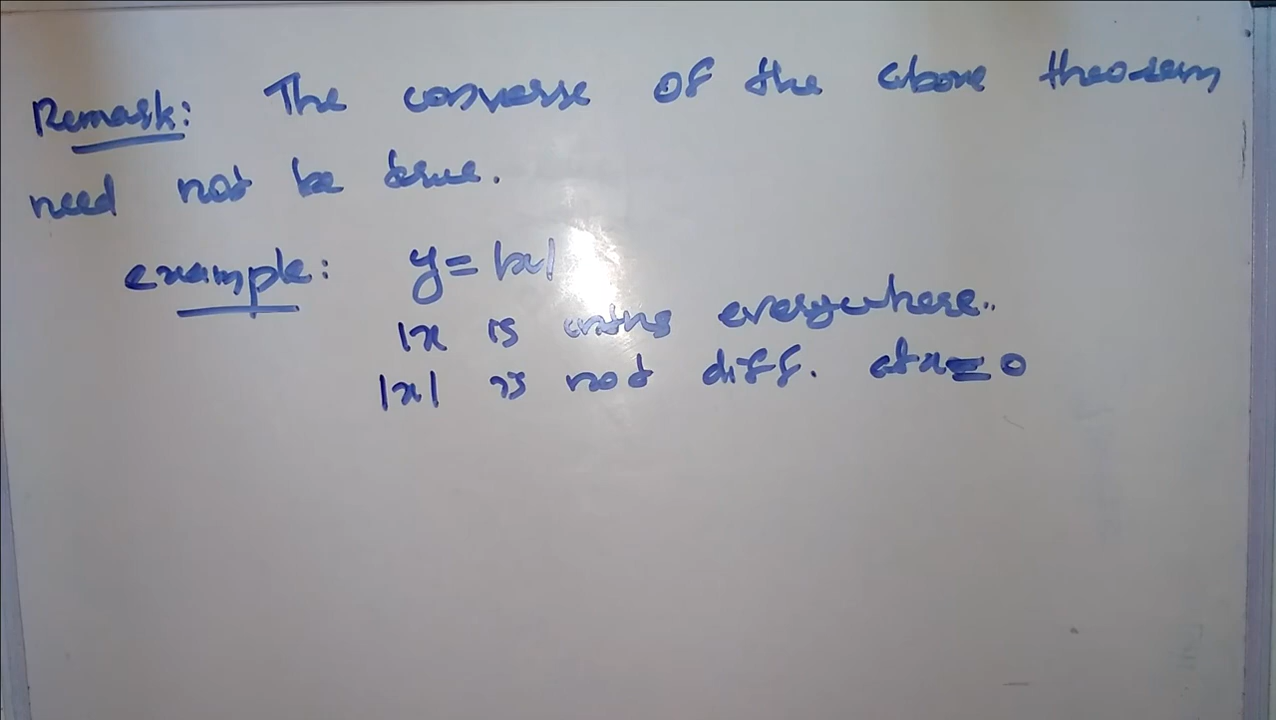 Remark: The converse of the above theorem
need not be true.
example: y = |x|
|x is cntns everywhere..
|x| is not diff. at x = 0